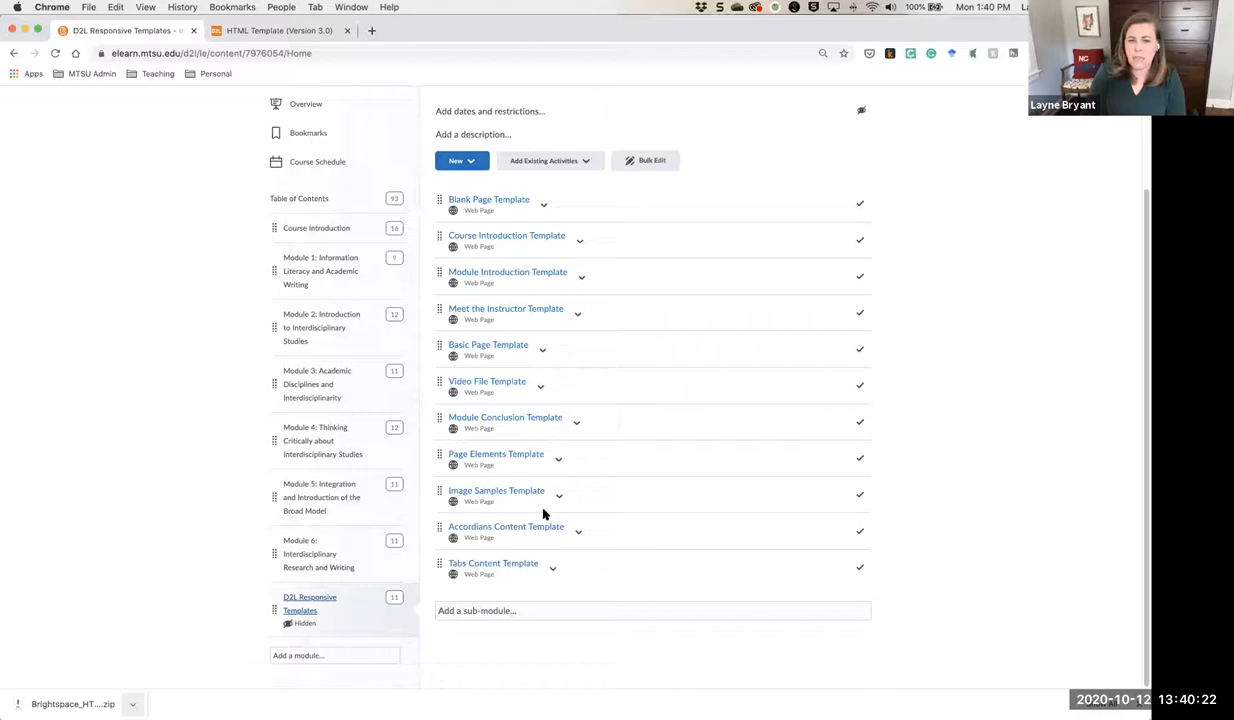 Chrome File Edit View History Bookmarks People Tab Window Help 100% Mon 1:40 PM
D2L Responsive Templates - I HTML Template (Version 3.0)
elearn.mtsu.edu/d2l/le/content/7976054/Home
Apps MTSU Admin Teaching Personal
Layne Bryant
Overview
Bookmarks
Course Schedule
Table of Contents 93
Course Introduction 16
Module 1: Information 9
Literacy and Academic
Writing
Module 2: Introduction 12
to Interdisciplinary
Studies
Module 3: Academic 11
Disciplines and
Interdisciplinarity
Module 4: Thinking 12
Critically about
Interdisciplinary Studies
Module 5: Integration 11
and Introduction of the
Broad Model
Module 6: 11
Interdisciplinary
Research and Writing
D2L Responsive 11
Templates
Hidden
Add a module...
Add dates and restrictions...
Add a description...
New Add Existing Activities Bulk Edit
Blank Page Template
Web Page
Course Introduction Template
Web Page
Module Introduction Template
Web Page
Meet the Instructor Template
Web Page
Basic Page Template
Web Page
Video File Template
Web Page
Module Conclusion Template
Web Page
Page Elements Template
Web Page
Image Samples Template
Web Page
Accordians Content Template
Web Page
Tabs Content Template
Web Page
Add a sub-module...
Brightspace_HT....zip
2020-10-12 13:40:22
NC